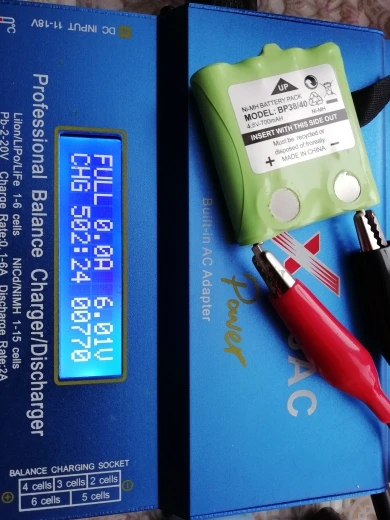 DC INPUT 11-18V
Professional Balance Charger/Discharger
LiIon/LiPo/LiFe 1-6 cells NiCd/NiMH 1-15 cells
Pb-2-20V Charge Rate:0.1-6A Discharge Rate:2A
FULL 0.0A 6.01V
CHG 502:24 00770
BALANCE CHARGING SOCKET
4 cells 3 cells 2 cells
6 cells 5 cells
Built-in AC Adapter
Power
AC
UP
Ni-MH BATTERY PACK
MODEL: BP38/40
4.8V-700mAH
INSERT WITH THIS SIDE OUT
Must be recycled or
disposed of properly.
+ MADE IN CHINA −